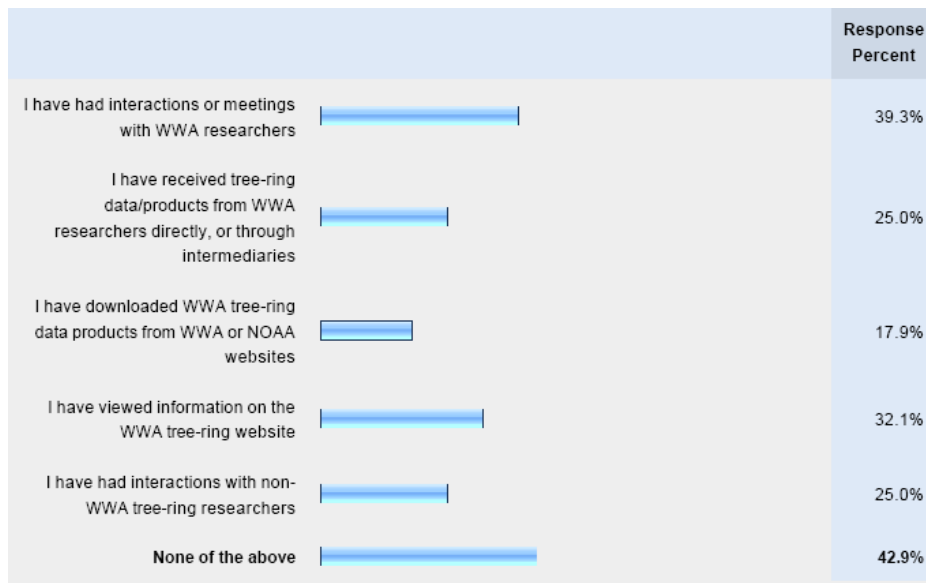 Response
Percent
I have had interactions or meetings
with WWA researchers
39.3%
I have received tree-ring
data/products from WWA
researchers directly, or through
intermediaries
25.0%
I have downloaded WWA tree-ring
data products from WWA or NOAA
websites
17.9%
I have viewed information on the
WWA tree-ring website
32.1%
I have had interactions with non-
WWA tree-ring researchers
25.0%
None of the above
42.9%